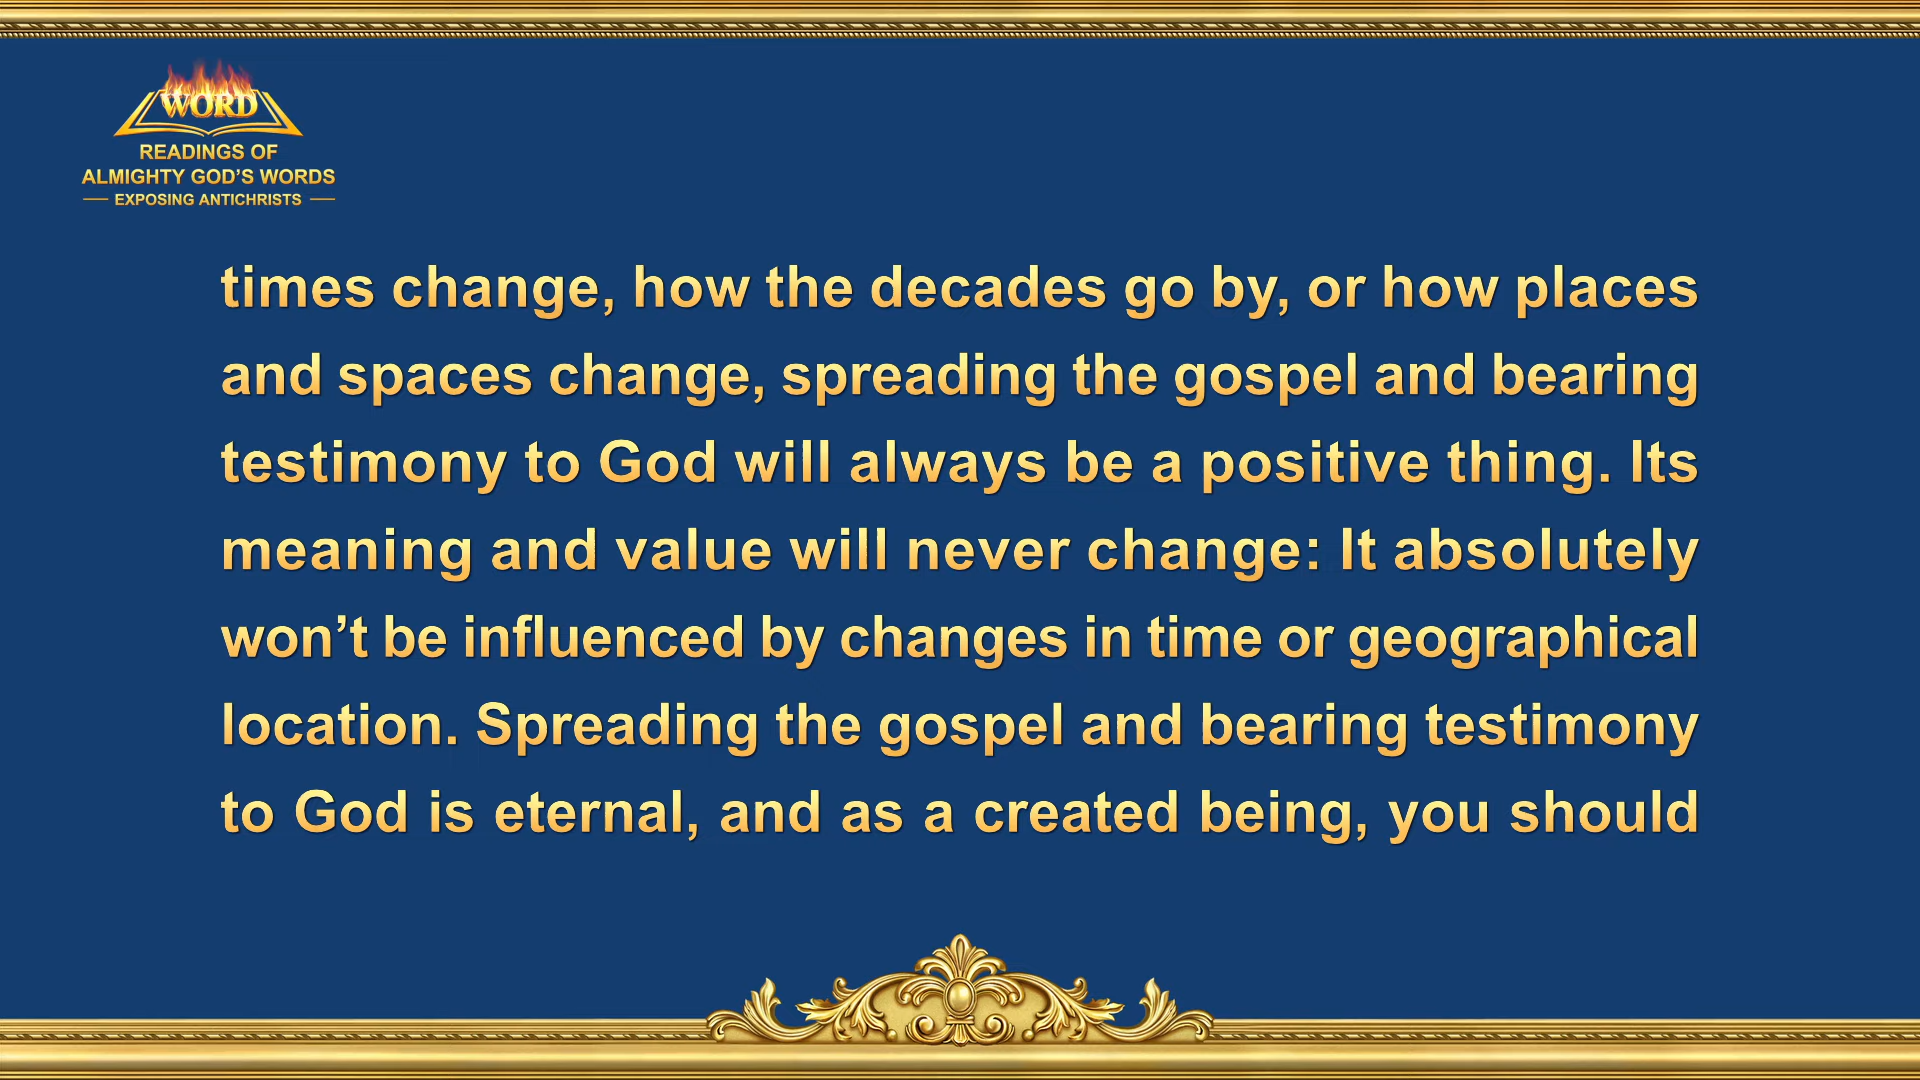 WORD
READINGS OF
ALMIGHTY GOD’S WORDS
EXPOSING ANTICHRISTS
times change, how the decades go by, or how places
and spaces change, spreading the gospel and bearing
testimony to God will always be a positive thing. Its
meaning and value will never change: It absolutely
won’t be influenced by changes in time or geographical
location. Spreading the gospel and bearing testimony
to God is eternal, and as a created being, you should